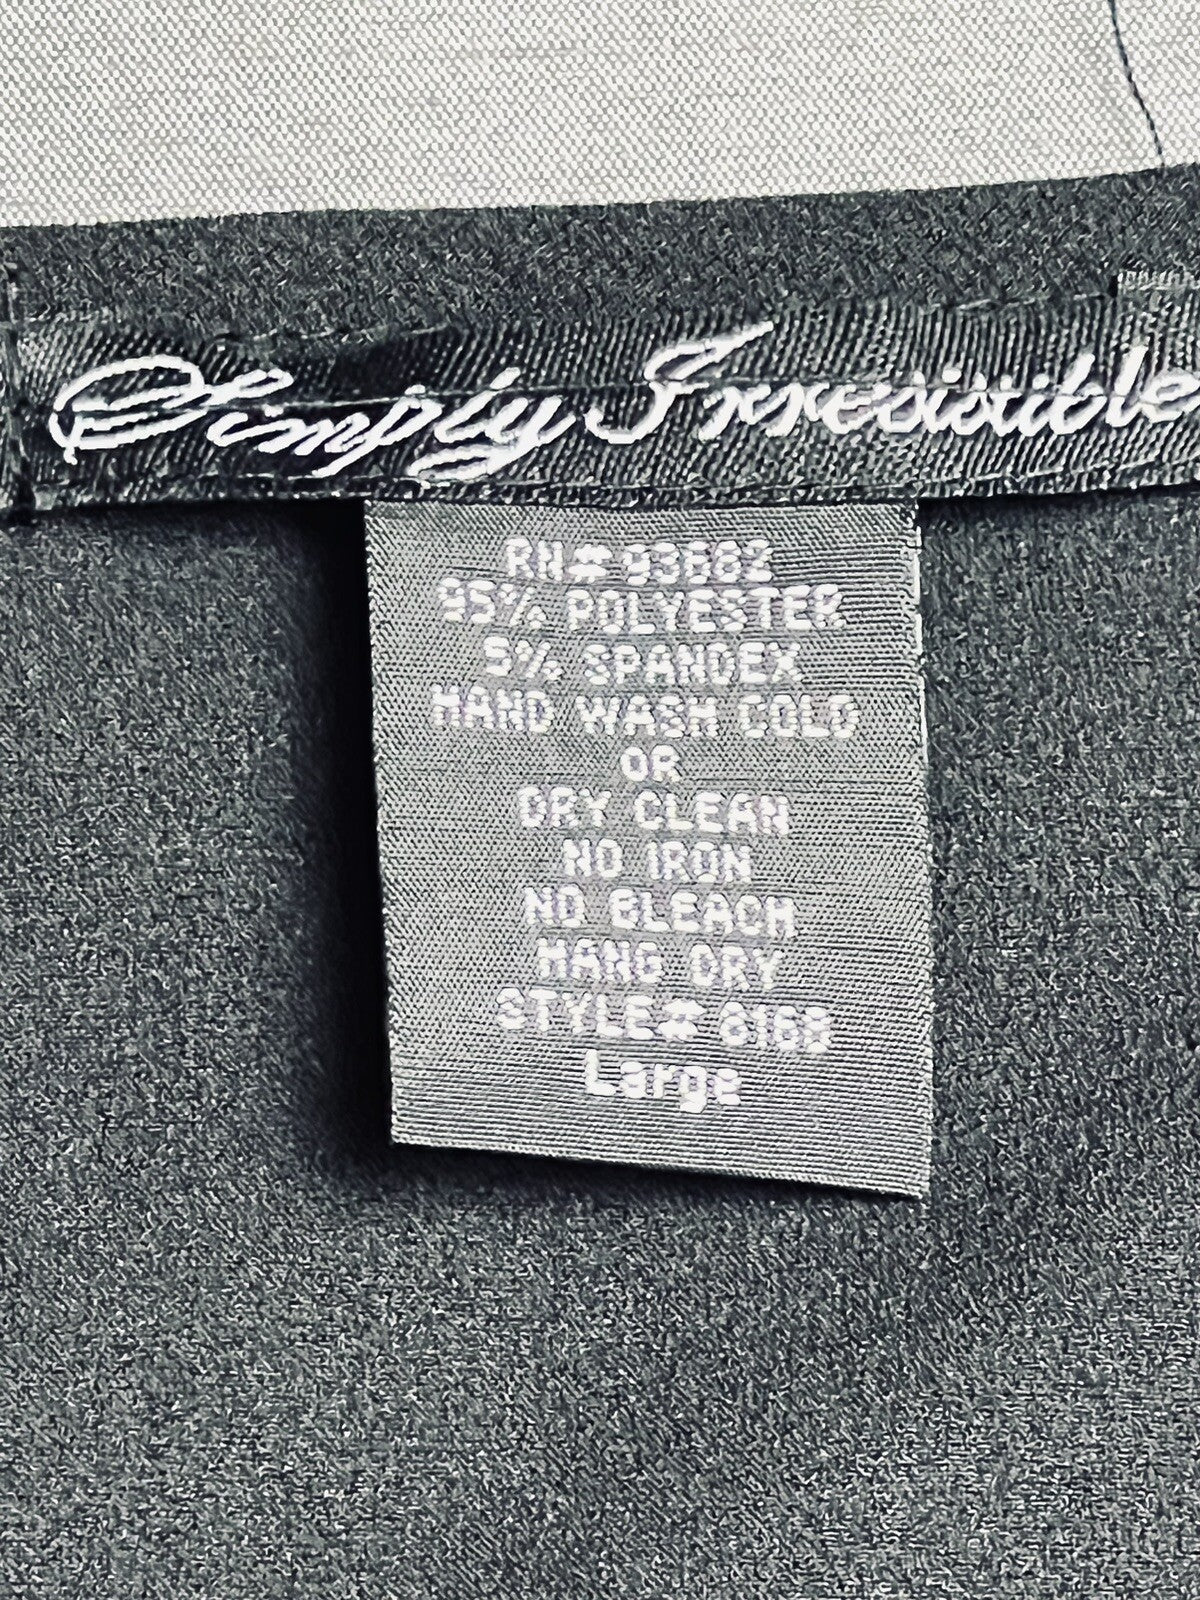 Simply Irresistible
RN# 93682
95% POLYESTER
5% SPANDEX
HAND WASH COLD
OR
DRY CLEAN
NO IRON
NO BLEACH
HANG DRY
STYLE# 8168
Large